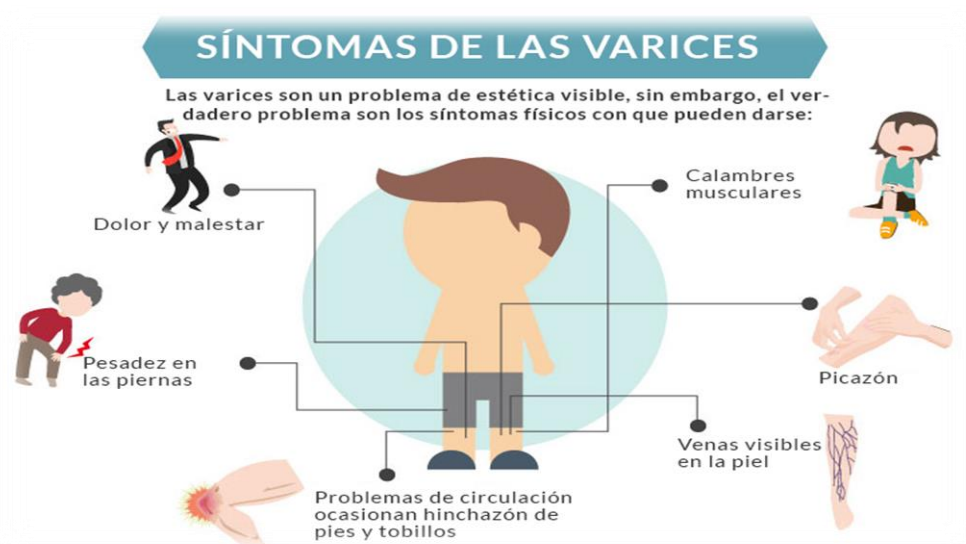 SÍNTOMAS DE LAS VARICES
Las varices son un problema de estética visible, sin embargo, el ver-
dadero problema son los síntomas físicos con que pueden darse:
Dolor y malestar
Calambres
musculares
Pesadez en
las piernas
Picazón
Venas visibles
en la piel
Problemas de circulación
ocasionan hinchazón de
pies y tobillos